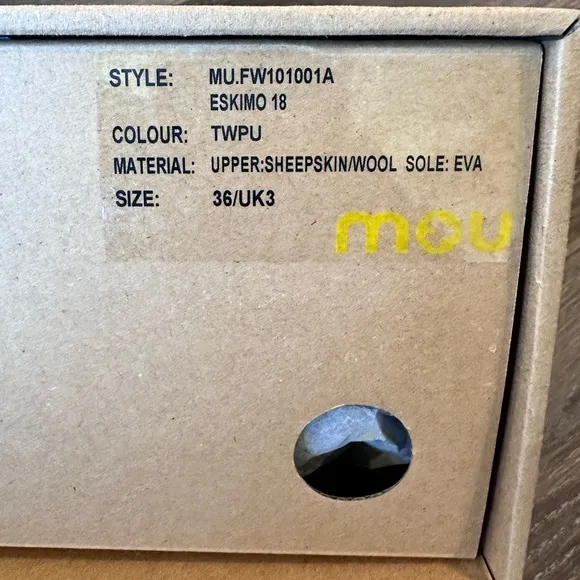 STYLE: MU.FW101001A
ESKIMO 18
COLOUR: TWPU
MATERIAL: UPPER:SHEEPSKIN/WOOL SOLE: EVA
SIZE: 36/UK3
mou